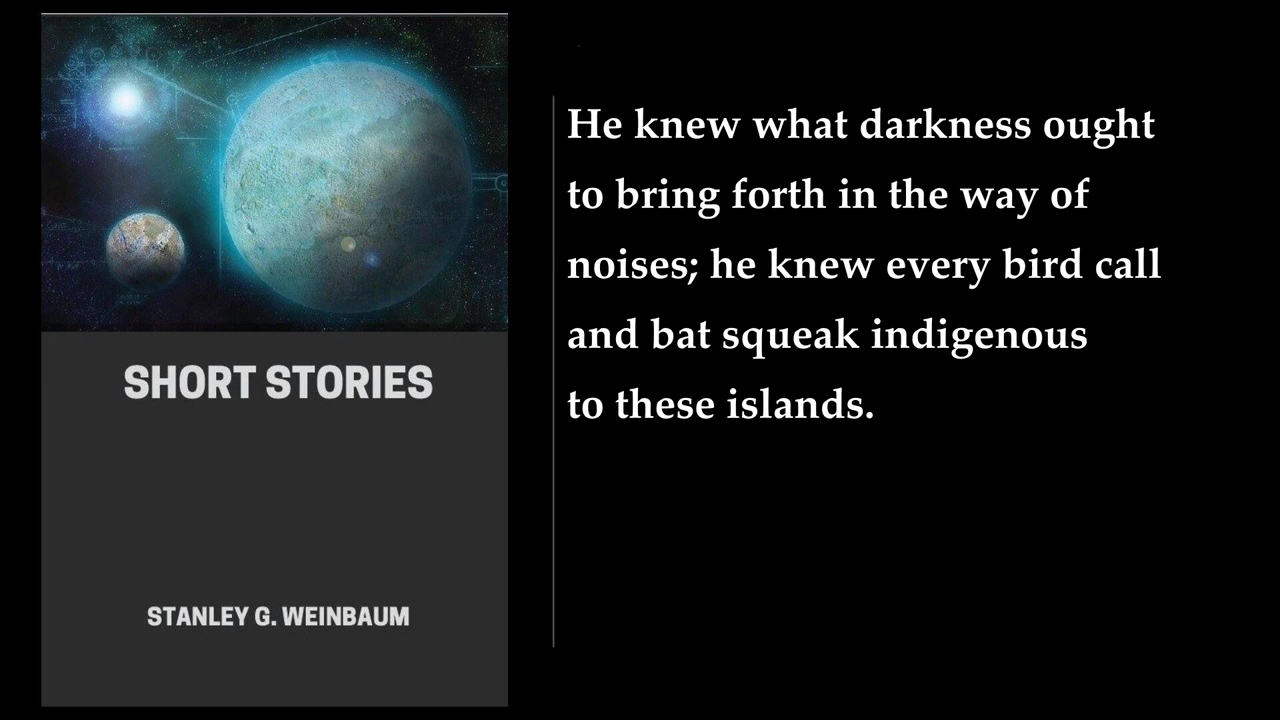 SHORT STORIES
STANLEY G. WEINBAUM
He knew what darkness ought
to bring forth in the way of
noises; he knew every bird call
and bat squeak indigenous
to these islands.